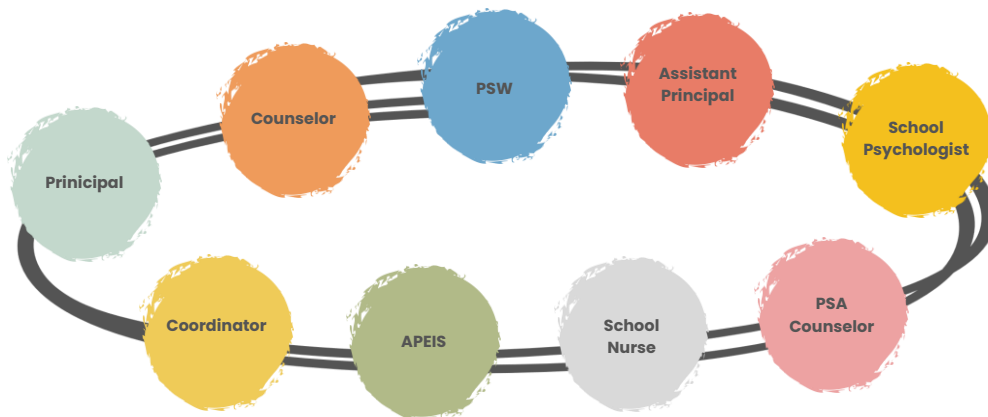 Prinicipal
Counselor
PSW
Assistant
Principal
School
Psychologist
Coordinator
APEIS
School
Nurse
PSA
Counselor